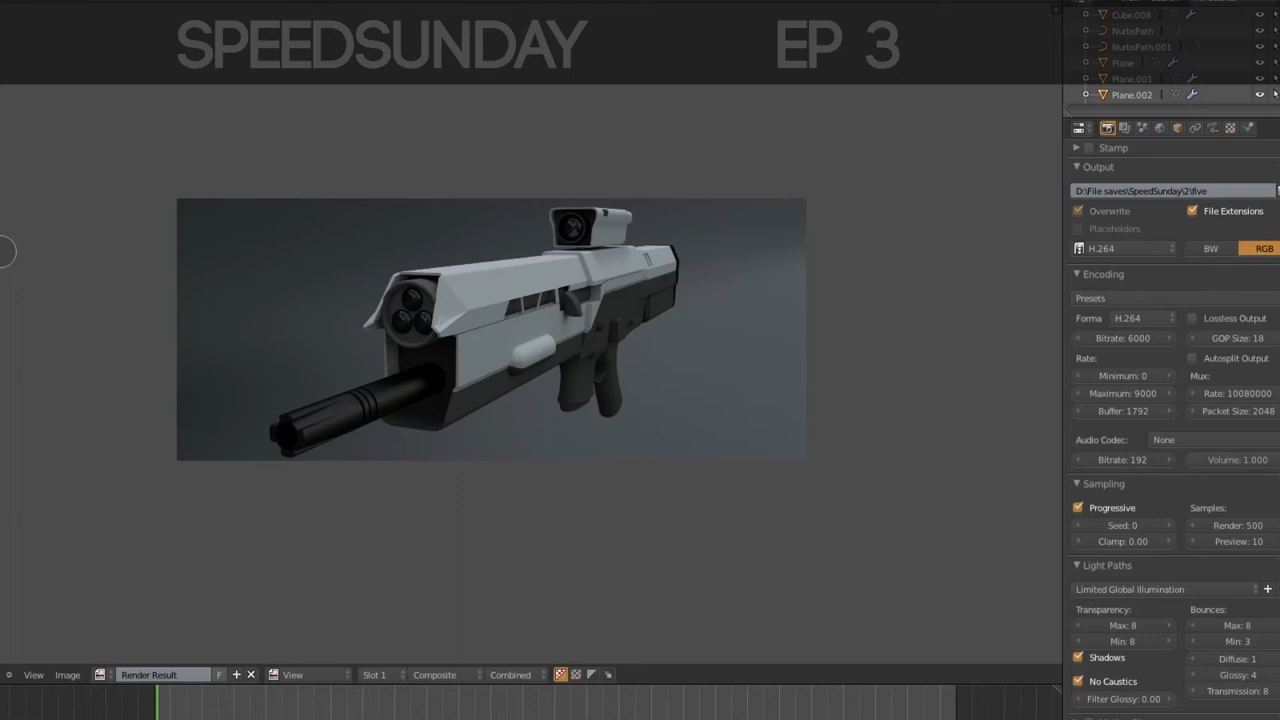 SPEEDSUNDAY EP 3
Cube.008
NurbsPath
NurbsPath.001
Plane
Plane.001
Plane.002
Stamp
Output
D:\File saves\SpeedSunday\2\five
Overwrite File Extensions
Placeholders
H.264 BW RGB
Encoding
Presets
Forma H.264 Lossless Output
Bitrate: 6000 GOP Size: 18
Rate: Autosplit Output
Minimum: 0 Mux:
Maximum: 9000 Rate: 10080000
Buffer: 1792 Packet Size: 2048
Audio Codec: None
Bitrate: 192 Volume: 1.000
Sampling
Progressive Samples:
Seed: 0 Render: 500
Clamp: 0.00 Preview: 10
Light Paths
Limited Global Illumination
Transparency: Bounces:
Max: 8 Max: 8
Min: 8 Min: 3
Shadows Diffuse: 1
No Caustics Glossy: 4
Filter Glossy: 0.00 Transmission: 8
View Image Render Result F View Slot 1 Composite Combined